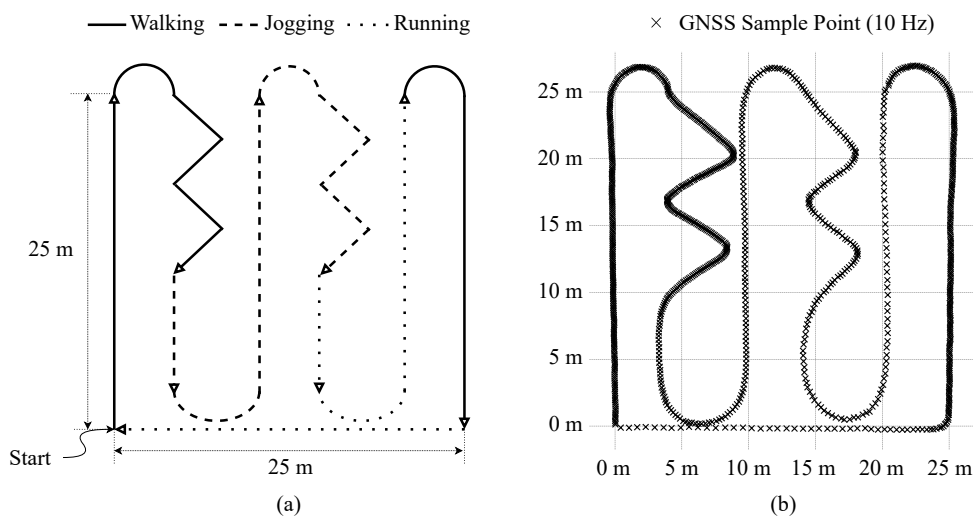 Walking Jogging Running
25 m
Start
25 m
(a)
× GNSS Sample Point (10 Hz)
25 m
20 m
15 m
10 m
5 m
0 m
0 m 5 m 10 m 15 m 20 m 25 m
(b)